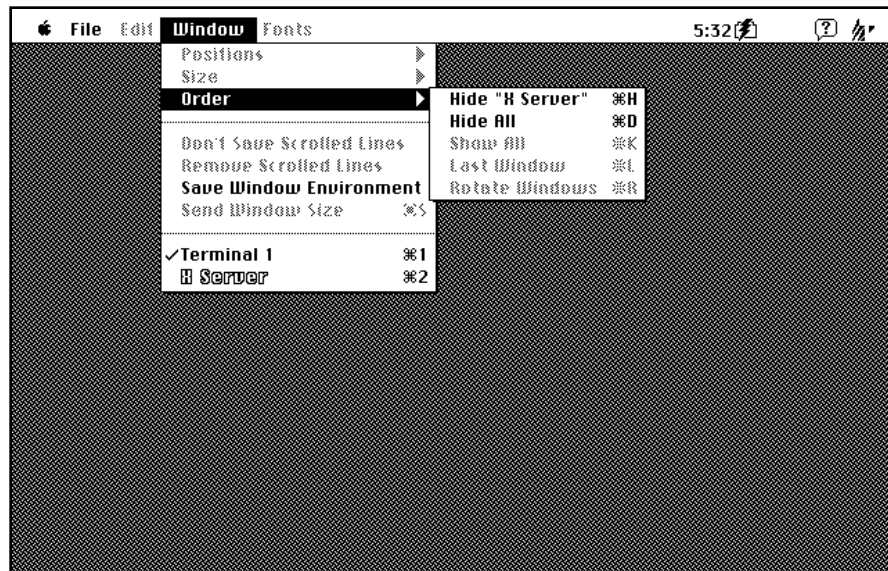 File Edit Window Fonts 5:32
Positions
Size
Order
Hide "X Server" ⌘H
Hide All ⌘D
Show All ⌘K
Last Window ⌘L
Rotate Windows ⌘R
Don't Save Scrolled Lines
Remove Scrolled Lines
Save Window Environment
Send Window Size ⌘S
✓Terminal 1 ⌘1
X Server ⌘2